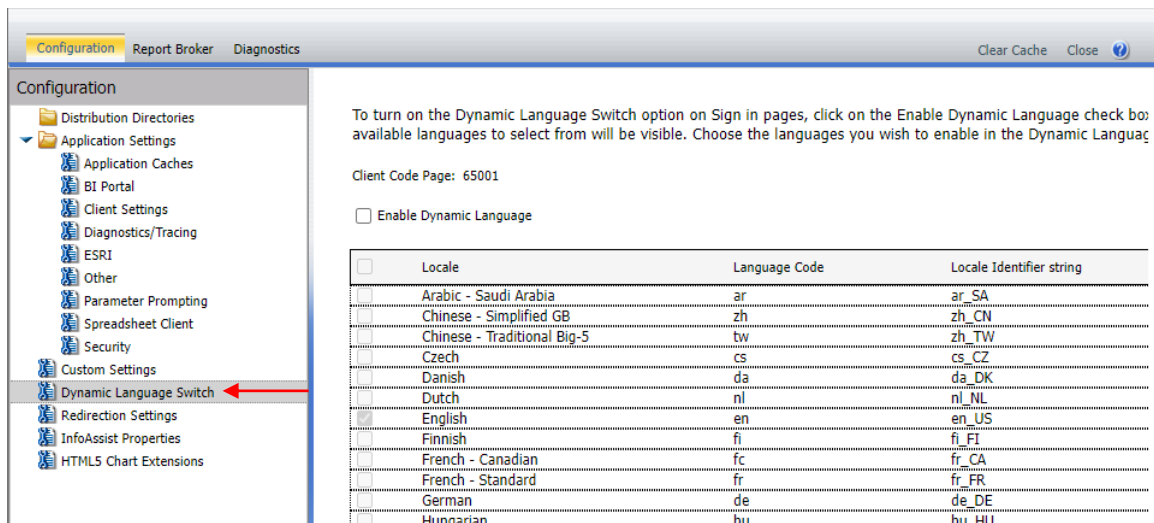 Configuration Report Broker Diagnostics Clear Cache Close ?
Configuration
Distribution Directories
Application Settings
Application Caches
BI Portal
Client Settings
Diagnostics/Tracing
ESRI
Other
Parameter Prompting
Spreadsheet Client
Security
Custom Settings
Dynamic Language Switch
Redirection Settings
InfoAssist Properties
HTML5 Chart Extensions
To turn on the Dynamic Language Switch option on Sign in pages, click on the Enable Dynamic Language check box
available languages to select from will be visible. Choose the languages you wish to enable in the Dynamic Languag
Client Code Page: 65001
Enable Dynamic Language
Locale Language Code Locale Identifier string
Arabic - Saudi Arabia ar ar_SA
Chinese - Simplified GB zh zh_CN
Chinese - Traditional Big-5 tw zh_TW
Czech cs cs_CZ
Danish da da_DK
Dutch nl nl_NL
English en en_US
Finnish fi fi_FI
French - Canadian fc fr_CA
French - Standard fr fr_FR
German de de_DE
Hungarian hu hu_HU